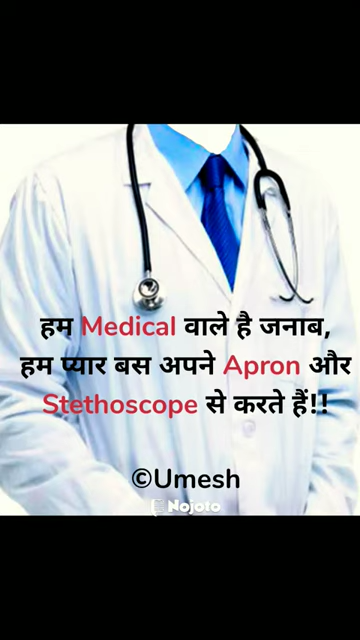 हम Medical वाले है जनाब,
हम प्यार बस अपने Apron और
Stethoscope से करते हैं!!
©Umesh
Nojoto